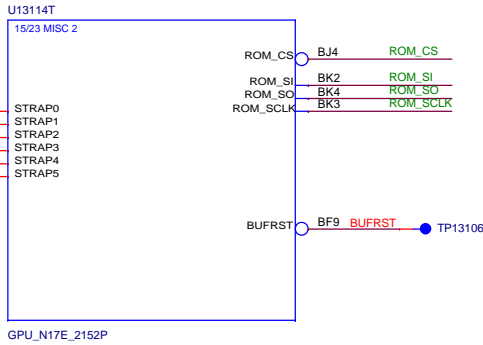 U13114T
15/23 MISC 2
ROM_CS BJ4 ROM_CS
ROM_SI BK2 ROM_SI
ROM_SO BK4 ROM_SO
ROM_SCLK BK3 ROM_SCLK
STRAP0
STRAP1
STRAP2
STRAP3
STRAP4
STRAP5
BUFRST BF9 BUFRST TP13106
GPU_N17E_2152P